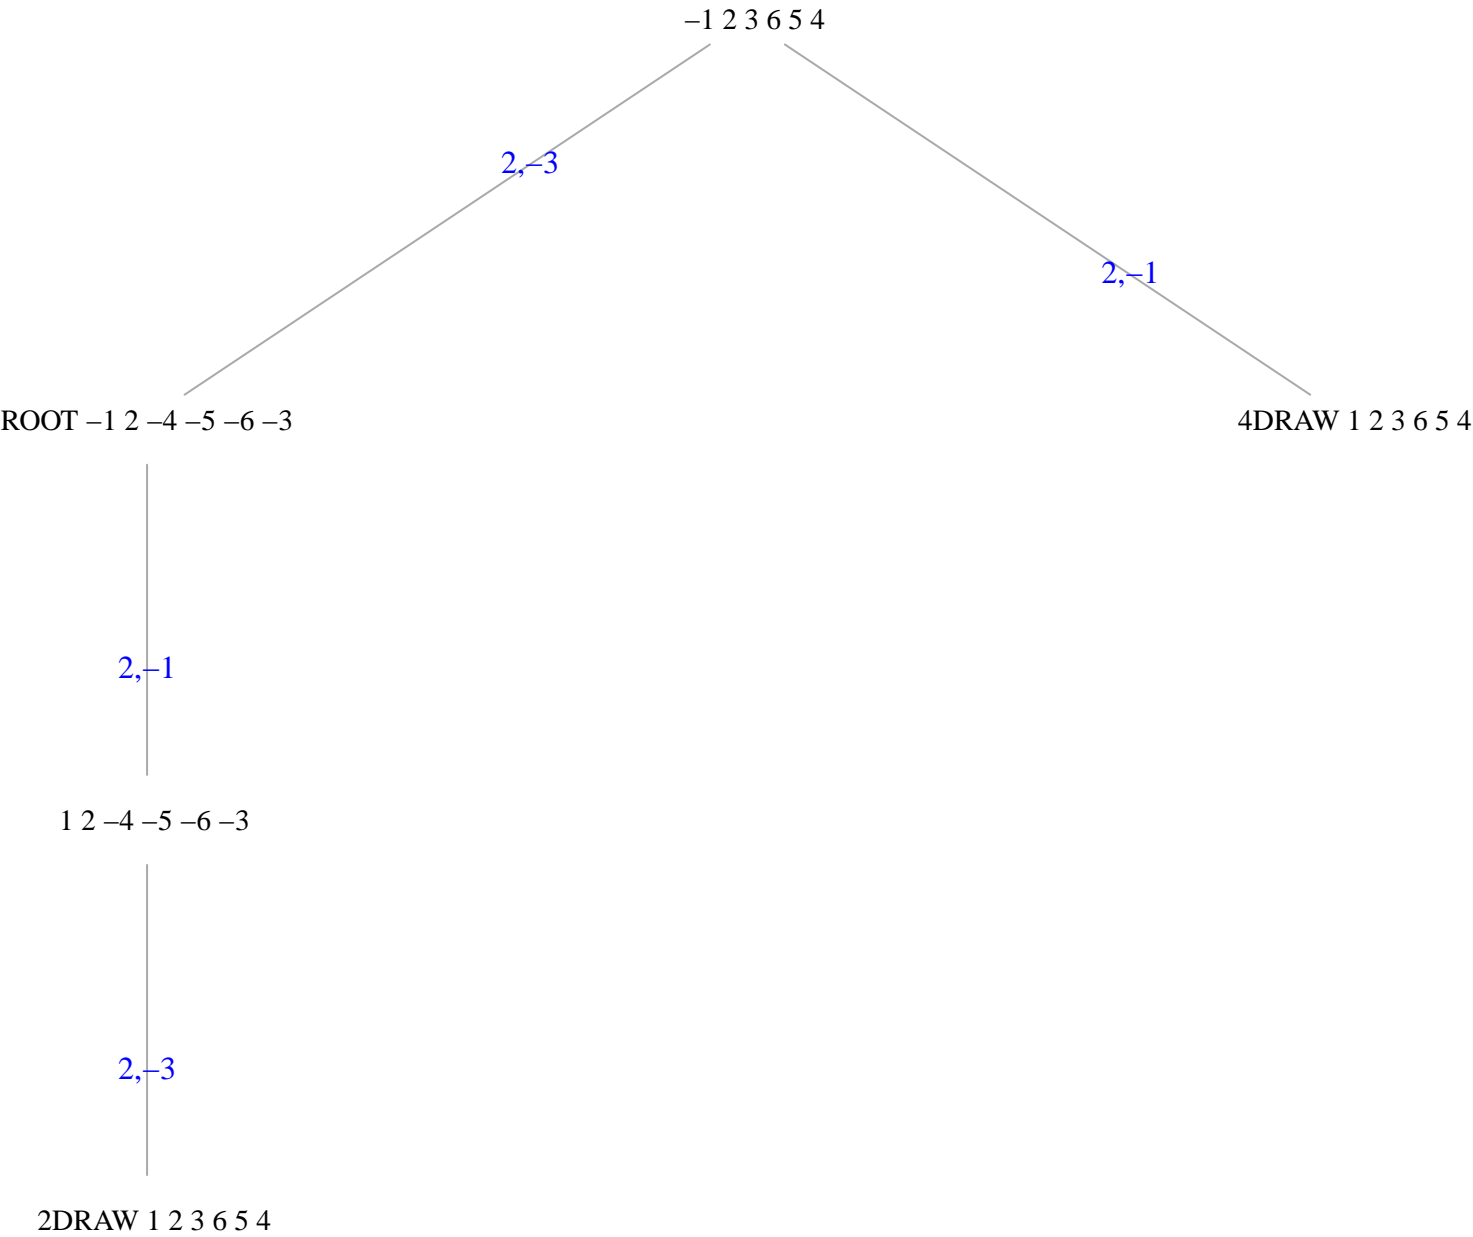 –1 2 3 6 5 4
2,–3
2,–1
ROOT –1 2 –4 –5 –6 –3
4DRAW 1 2 3 6 5 4
2,–1
1 2 –4 –5 –6 –3
2,–3
2DRAW 1 2 3 6 5 4